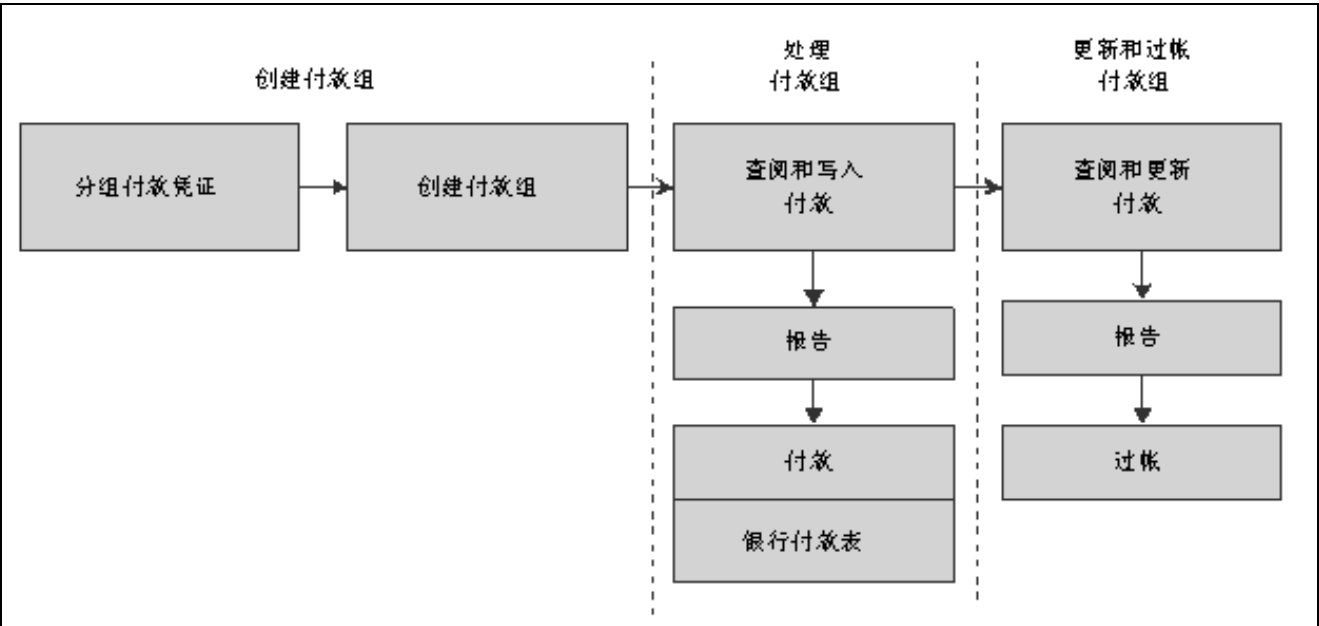 创建付款组
处理
付款组
更新和过帐
付款组
分组付款凭证
创建付款组
查阅和写入
付款
查阅和更新
付款
报告
报告
付款
过帐
银行付款表